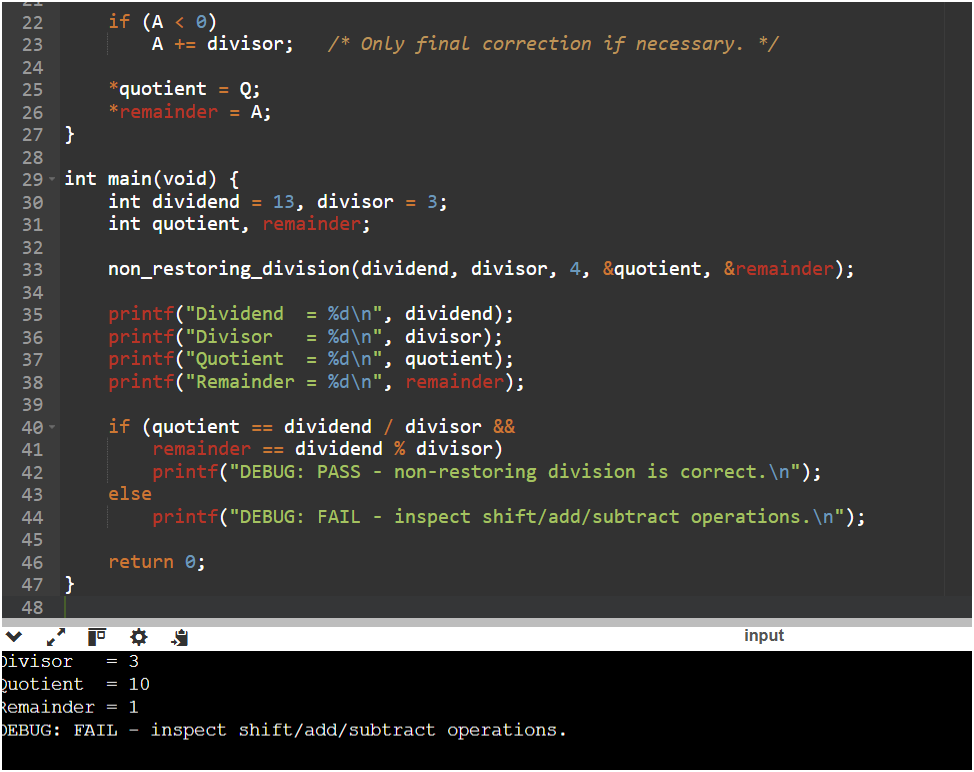 22 if (A < 0)
23 A += divisor; /* Only final correction if necessary. */
24
25 *quotient = Q;
26 *remainder = A;
27 }
28
29 int main(void) {
30 int dividend = 13, divisor = 3;
31 int quotient, remainder;
32
33 non_restoring_division(dividend, divisor, 4, &quotient, &remainder);
34
35 printf("Dividend  = %d\n", dividend);
36 printf("Divisor   = %d\n", divisor);
37 printf("Quotient  = %d\n", quotient);
38 printf("Remainder = %d\n", remainder);
39
40 if (quotient == dividend / divisor &&
41 remainder == dividend % divisor)
42 printf("DEBUG: PASS - non-restoring division is correct.\n");
43 else
44 printf("DEBUG: FAIL - inspect shift/add/subtract operations.\n");
45
46 return 0;
47 }
48
input
Divisor   = 3
Quotient  = 10
Remainder = 1
DEBUG: FAIL - inspect shift/add/subtract operations.